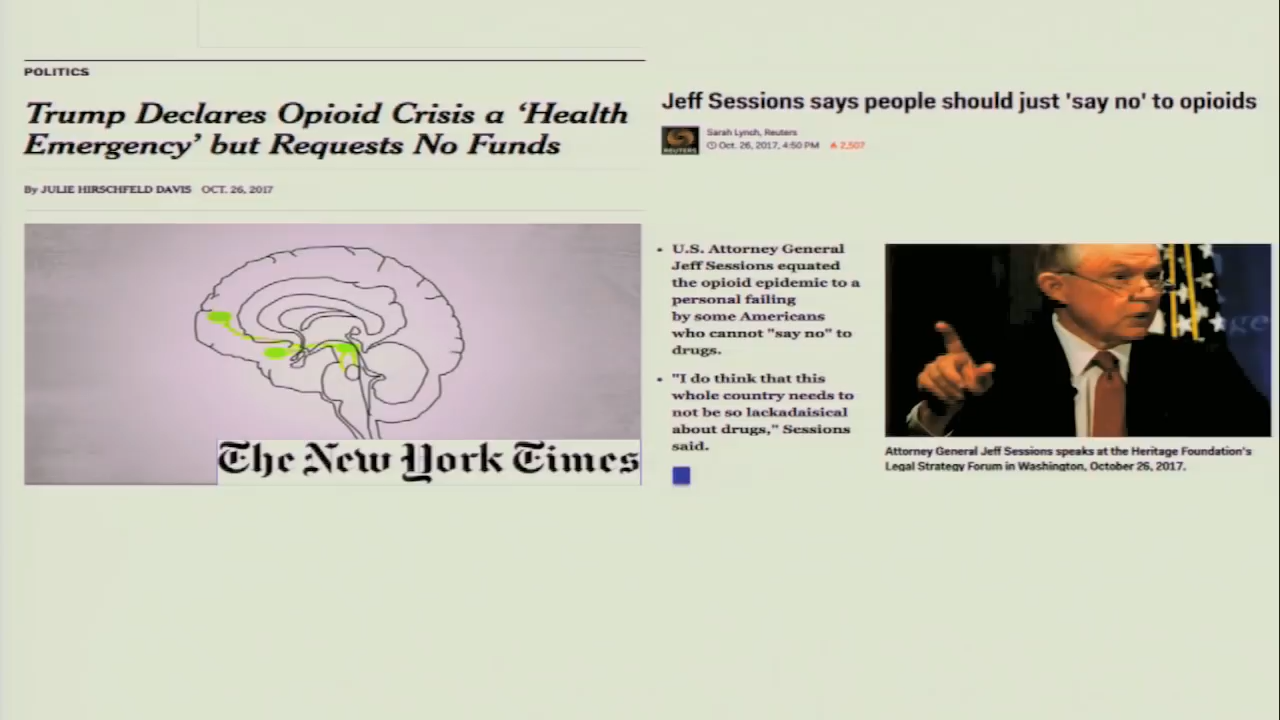 POLITICS
Trump Declares Opioid Crisis a ‘Health
Emergency’ but Requests No Funds
By JULIE HIRSCHFELD DAVIS OCT. 26, 2017
The New York Times
Jeff Sessions says people should just 'say no' to opioids
REUTERS
Sarah Lynch, Reuters
Oct. 26, 2017, 4:50 PM 2,507
• U.S. Attorney General
Jeff Sessions equated
the opioid epidemic to a
personal failing
by some Americans
who cannot "say no" to
drugs.
• "I do think that this
whole country needs to
not be so lackadaisical
about drugs," Sessions
said.
Attorney General Jeff Sessions speaks at the Heritage Foundation's
Legal Strategy Forum in Washington, October 26, 2017.